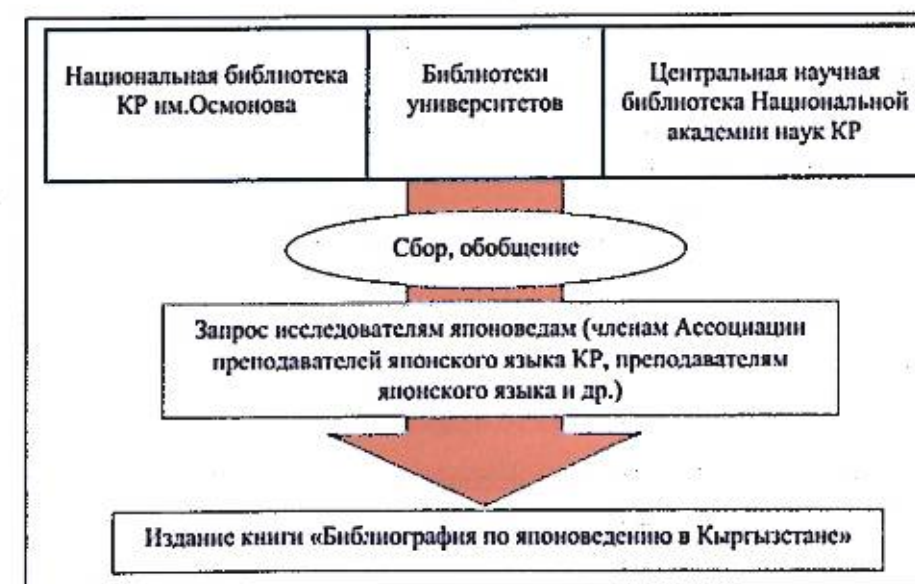 Национальная библиотека
КР им.Осмонова
Библиотеки
университетов
Центральная научная
библиотека Национальной
академии наук КР
Сбор, обобщение
Запрос исследователям японоведам (членам Ассоциации
преподавателей японского языка КР, преподавателям
японского языка и др.)
Издание книги «Библиография по японоведению в Кыргызстане»